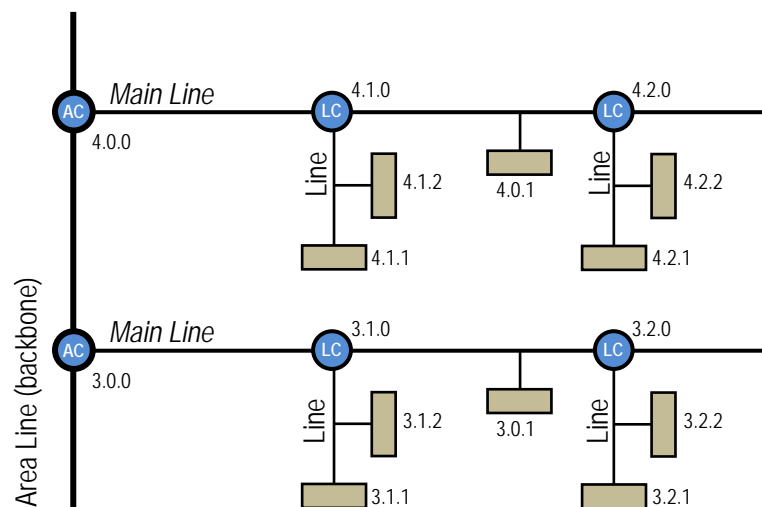 AC
Main Line
4.0.0
LC
4.1.0
Line
4.1.2
4.1.1
4.0.1
LC
4.2.0
Line
4.2.2
4.2.1
Area Line (backbone)
AC
Main Line
3.0.0
LC
3.1.0
Line
3.1.2
3.1.1
3.0.1
LC
3.2.0
Line
3.2.2
3.2.1